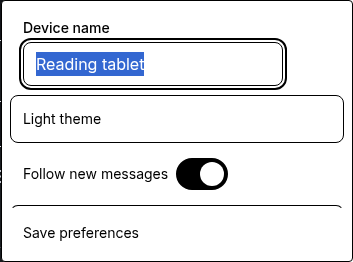 Device name
Reading tablet
Light theme
Follow new messages
Save preferences